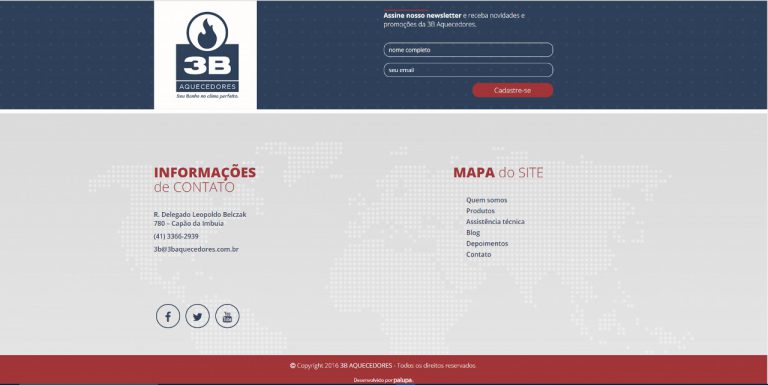 3B
AQUECEDORES
Seu Banho no clima perfeito.
Assine nosso newsletter e receba novidades e
promoções da 3B Aquecedores.
nome completo
seu email
Cadastre-se
INFORMAÇÕES
de CONTATO
R. Delegado Leopoldo Belczak
780 – Capão da Imbuia
(41) 3366-2939
3b@3baquecedores.com.br
MAPA do SITE
Quem somos
Produtos
Assistência técnica
Blog
Depoimentos
Contato
You Tube
© Copyright 2016 3B AQUECEDORES - Todos os direitos reservados
Desenvolvido por palupa.